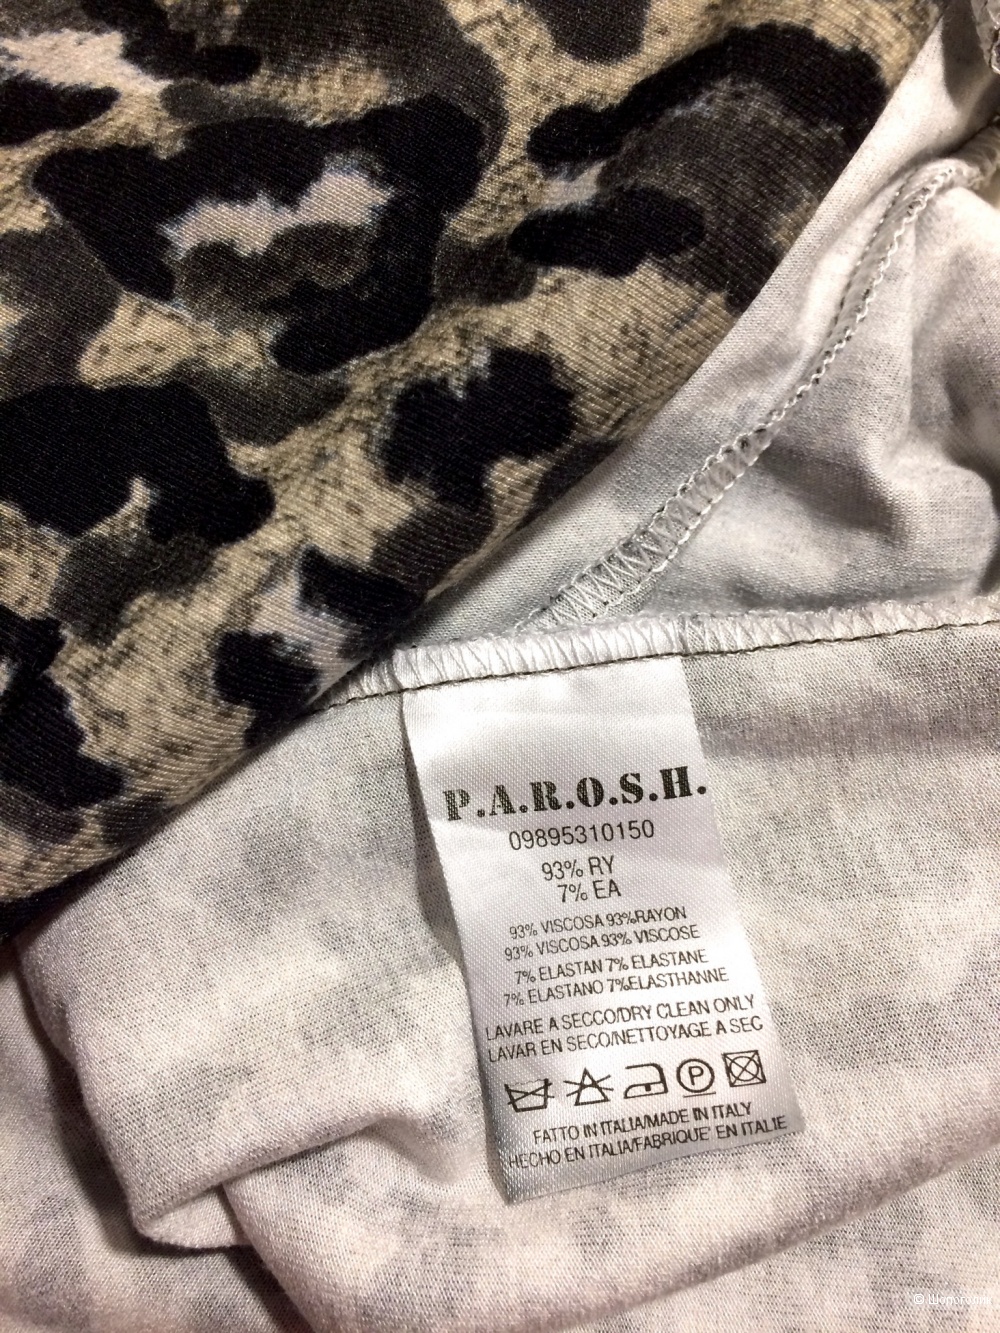 P.A.R.O.S.H.
09895310150
93% RY
7% EA
93% VISCOSA 93%RAYON
93% VISCOSA 93% VISCOSE
7% ELASTAN 7% ELASTANE
7% ELASTANO 7%ELASTHANNE
LAVARE A SECCO/DRY CLEAN ONLY
LAVAR EN SECO/NETTOYAGE A SEC
P
FATTO IN ITALIA/MADE IN ITALY
HECHO EN ITALIA/FABRIQUE' EN ITALIE